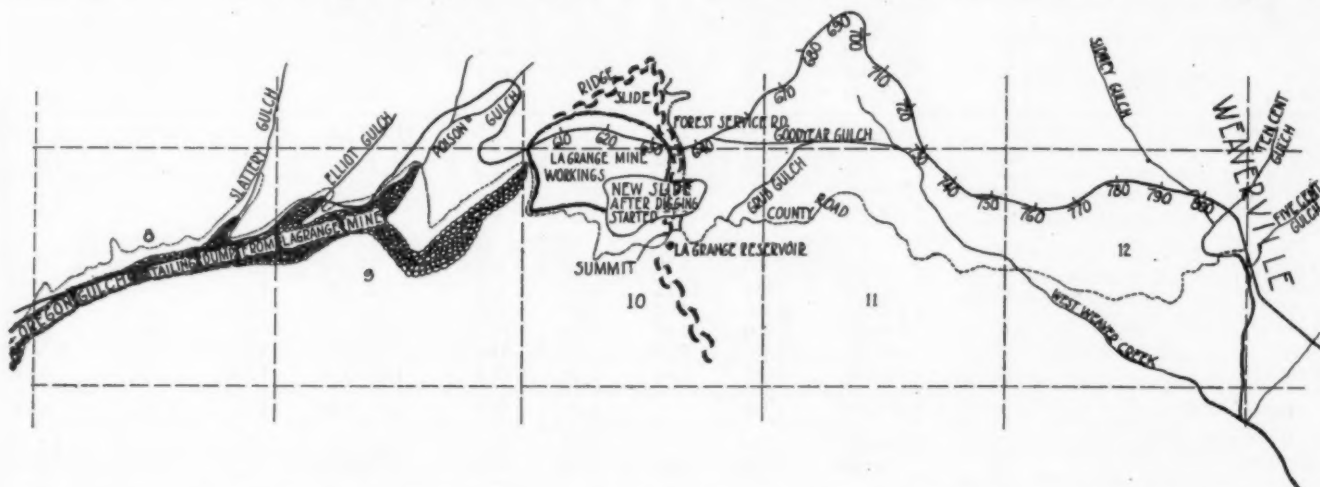 SLATTERY GULCH
ELLIOT GULCH
POISON GULCH
RIDGE
SLIDE
FOREST SERVICE RD.
GOODYEAR GULCH
LA GRANGE MINE
WORKINGS
NEW SLIDE
AFTER DIGGING
STARTED
GRUB GULCH
COUNTY ROAD
LA GRANGE RESERVOIR
SUMMIT
OREGON GULCH
TAILING DUMP FROM LAGRANGE MINE
WEST WEAVER CREEK
SIDNEY GULCH
WEAVERVILLE
TEN CENT
GULCH
FIVE CENT
GULCH
8
9
10
11
12
610
620
630
640
670
680
690
700
710
720
730
740
750
760
770
780
790
800